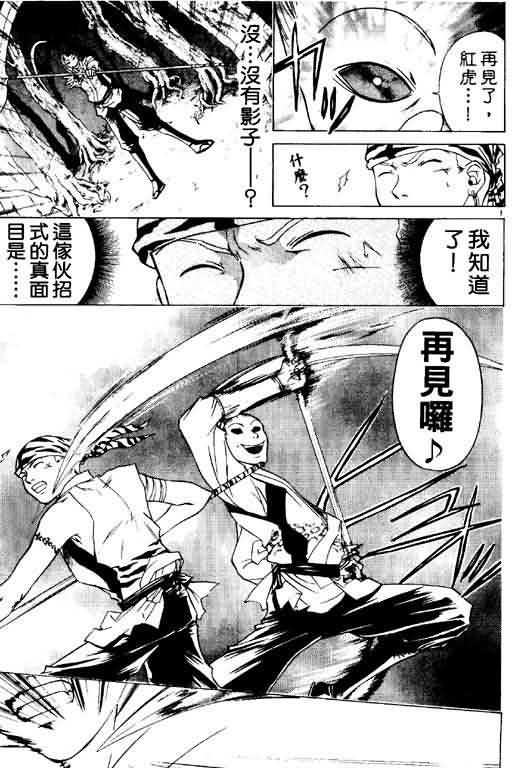 再見了，
紅虎…！
什麼？
沒…沒有影子——？
我知道
了！
這傢伙招
式的真面
目是……
再見囉♪